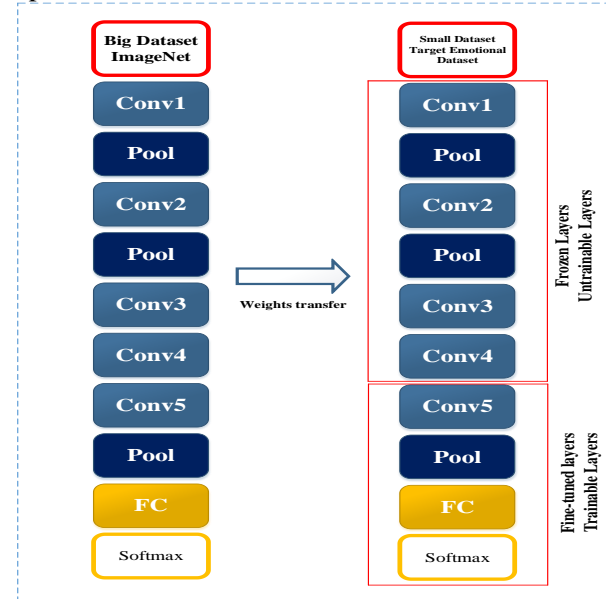 Big Dataset
ImageNet
Conv1
Pool
Conv2
Pool
Conv3
Conv4
Conv5
Pool
FC
Softmax
Weights transfer
Small Dataset
Target Emotional
Dataset
Conv1
Pool
Conv2
Pool
Conv3
Conv4
Conv5
Pool
FC
Softmax
Frozen Layers
Untrainable Layers
Fine-tuned layers
Trainable Layers